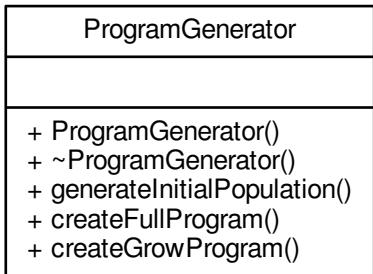 ProgramGenerator
+ ProgramGenerator()
+ ~ProgramGenerator()
+ generateInitialPopulation()
+ createFullProgram()
+ createGrowProgram()